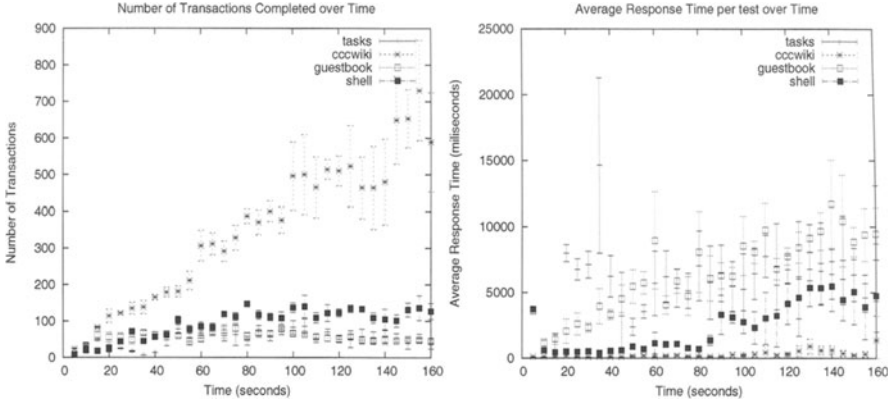 Number of Transactions Completed over Time
900
800
700
600
500
400
300
200
100
0
Number of Transactions
tasks
cccwiki
guestbook
shell
0 20 40 60 80 100 120 140 160
Time (seconds)
Average Response Time per test over Time
25000
20000
15000
10000
5000
0
Average Response Time (miliseconds)
tasks
cccwiki
guestbook
shell
0 20 40 60 80 100 120 140 160
Time (seconds)